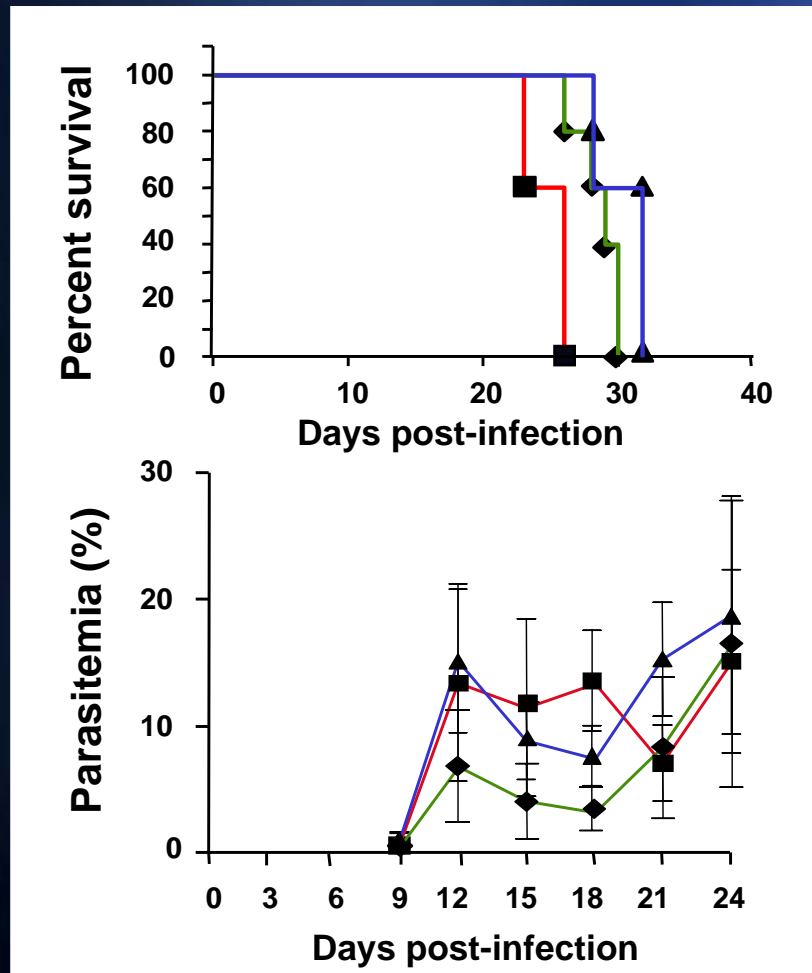 Percent survival
100
80
60
40
20
0
0 10 20 30 40
Days post-infection
Parasitemia (%)
30
20
10
0
0 3 6 9 12 15 18 21 24
Days post-infection